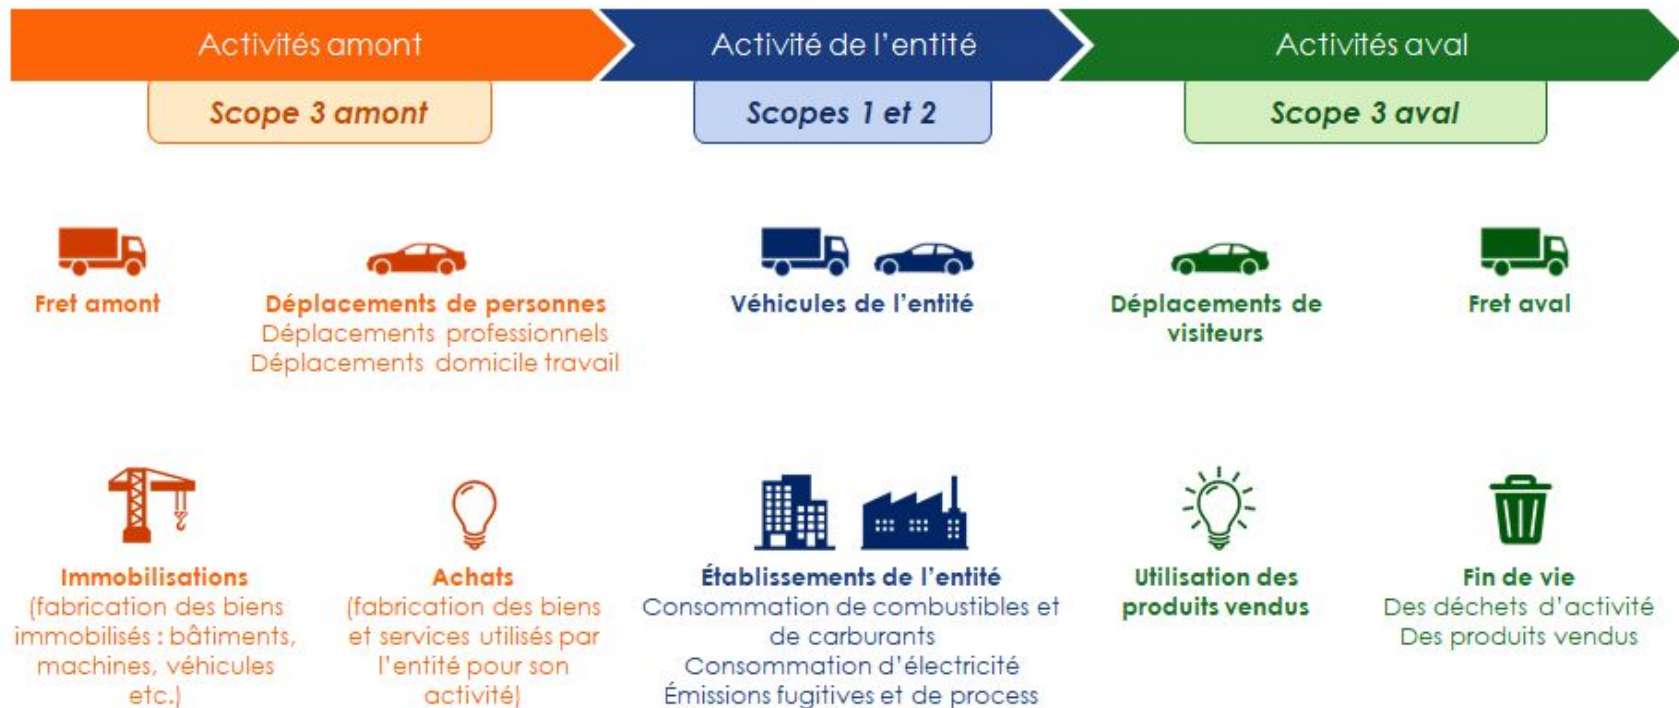 Activités amont
Activité de l'entité
Activités aval
Scope 3 amont
Scopes 1 et 2
Scope 3 aval
Fret amont
Déplacements de personnes
Déplacements professionnels
Déplacements domicile travail
Véhicules de l'entité
Déplacements de
visiteurs
Fret aval
Immobilisations
(fabrication des biens
immobilisés : bâtiments,
machines, véhicules
etc.)
Achats
(fabrication des biens
et services utilisés par
l'entité pour son
activité)
Établissements de l'entité
Consommation de combustibles et
de carburants
Consommation d'électricité
Émissions fugitives et de process
Utilisation des
produits vendus
Fin de vie
Des déchets d'activité
Des produits vendus